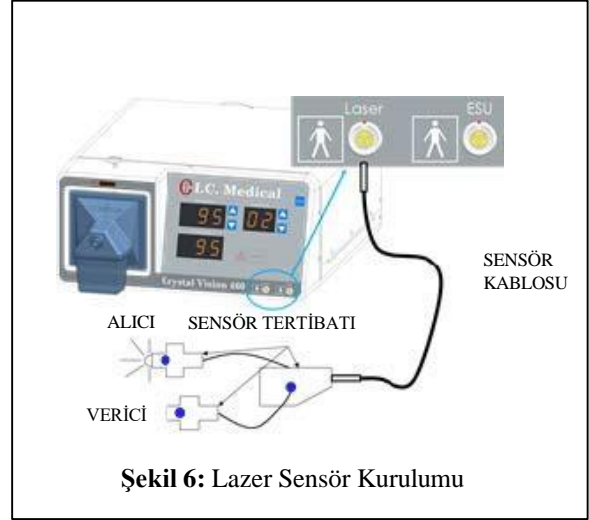 Laser
ESU
I.C. Medical
95 02
95
Crystal Vision
SENSÖR
KABLOSU
ALICI
SENSÖR TERTİBATI
VERİCİ
Şekil 6: Lazer Sensör Kurulumu